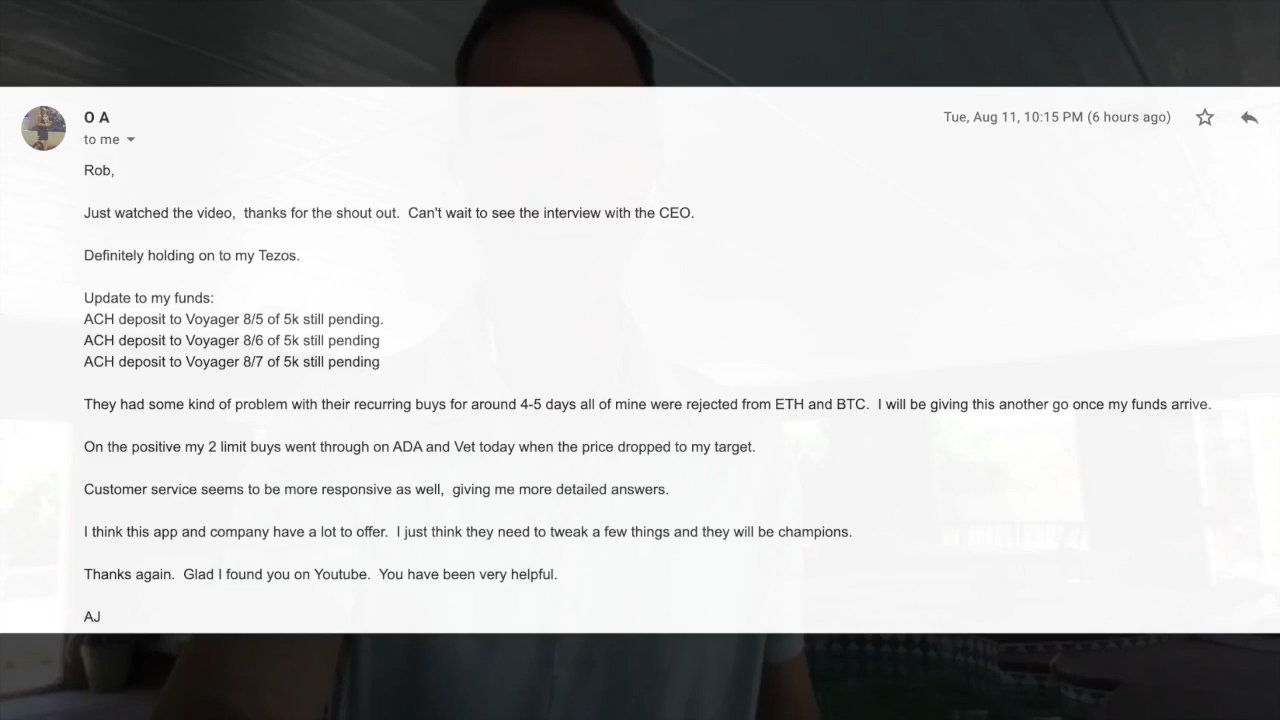 O A
Tue, Aug 11, 10:15 PM (6 hours ago)
to me
Rob,
Just watched the video,  thanks for the shout out.  Can't wait to see the interview with the CEO.
Definitely holding on to my Tezos.
Update to my funds:
ACH deposit to Voyager 8/5 of 5k still pending.
ACH deposit to Voyager 8/6 of 5k still pending
ACH deposit to Voyager 8/7 of 5k still pending
They had some kind of problem with their recurring buys for around 4-5 days all of mine were rejected from ETH and BTC.  I will be giving this another go once my funds arrive.
On the positive my 2 limit buys went through on ADA and Vet today when the price dropped to my target.
Customer service seems to be more responsive as well,  giving me more detailed answers.
I think this app and company have a lot to offer.  I just think they need to tweak a few things and they will be champions.
Thanks again.  Glad I found you on Youtube.  You have been very helpful.
AJ